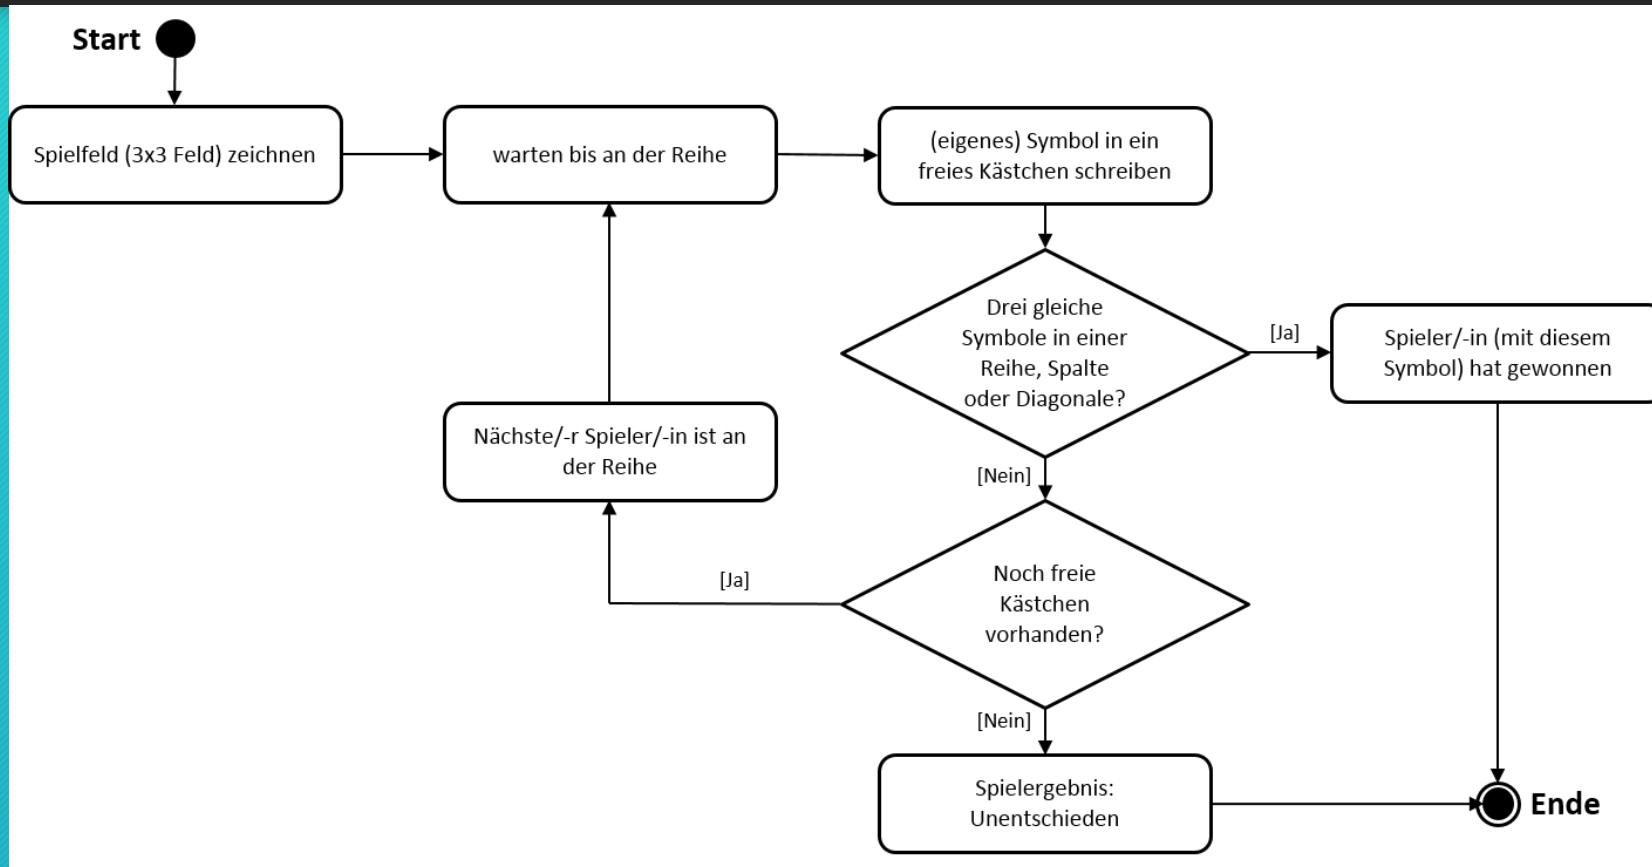 Start
Spielfeld (3x3 Feld) zeichnen
warten bis an der Reihe
(eigenes) Symbol in ein
freies Kästchen schreiben
Drei gleiche
Symbole in einer
Reihe, Spalte
oder Diagonale?
[Ja]
Spieler/-in (mit diesem
Symbol) hat gewonnen
Nächste/-r Spieler/-in ist an
der Reihe
[Nein]
Noch freie
Kästchen
vorhanden?
[Ja]
[Nein]
Spielergebnis:
Unentschieden
Ende